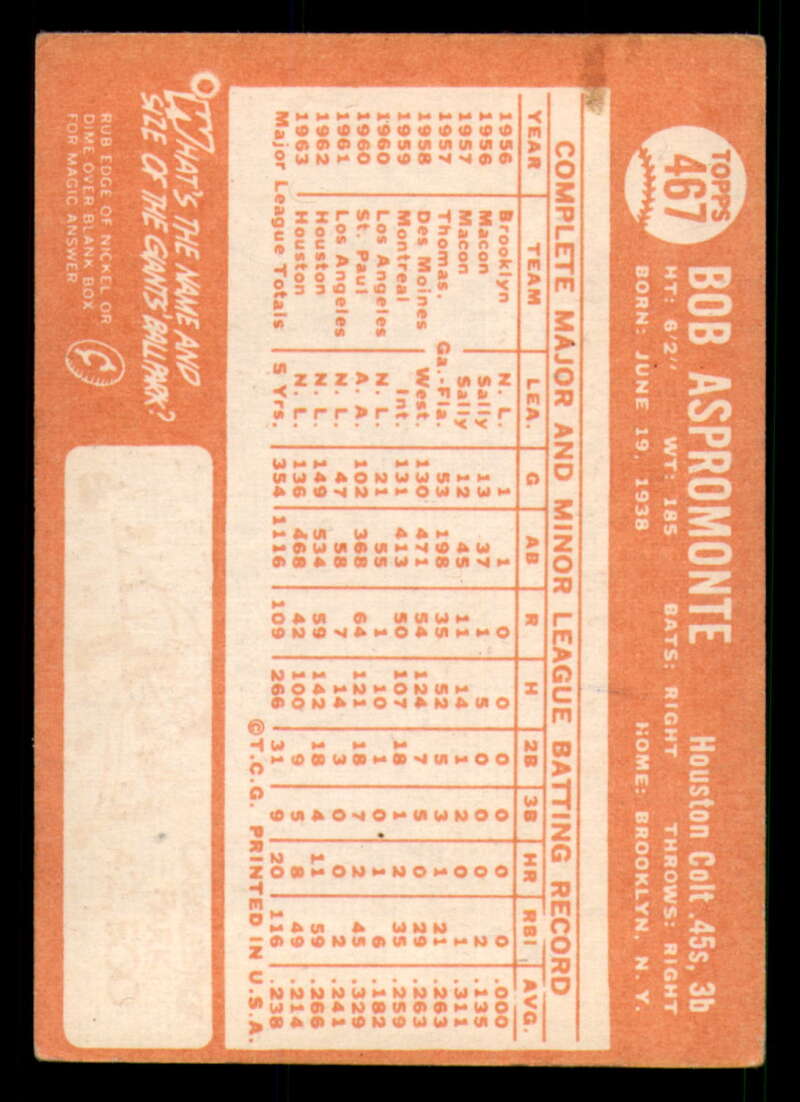 TOPPS
467
BOB ASPROMONTE Houston Colt .45s, 3b
HT: 6'2" WT: 185 BATS: RIGHT THROWS: RIGHT
BORN: JUNE 19, 1938 HOME: BROOKLYN, N. Y.
COMPLETE MAJOR AND MINOR LEAGUE BATTING RECORD
YEAR TEAM LEA. G AB R H 2B 3B HR RBI AVG.
1956 Brooklyn N. L. 1 1 0 0 0 0 0 0 .000
1956 Macon Sally 13 37 1 5 0 0 0 2 .135
1957 Macon Sally 12 45 11 14 1 2 0 1 .311
1957 Thomas. Ga.-Fla. 53 198 35 52 5 3 1 21 .263
1958 Des Moines West. 130 471 54 124 7 5 0 29 .263
1959 Montreal Int. 131 413 50 107 18 1 2 35 .259
1960 Los Angeles N. L. 21 55 1 10 1 0 1 6 .182
1960 St. Paul A. A. 102 368 64 121 18 7 2 45 .329
1961 Los Angeles N. L. 47 58 7 14 3 0 0 2 .241
1962 Houston N. L. 149 534 59 142 18 4 11 59 .266
1963 Houston N. L. 136 468 42 100 9 5 8 49 .214
Major League Totals 5 Yrs. 354 1116 109 266 31 9 20 116 .238
©T.C.G. PRINTED IN U.S.A.
WHAT'S THE NAME AND
SIZE OF THE GIANTS' BALL PARK?
RUB EDGE OF NICKEL OR
DIME OVER BLANK BOX
FOR MAGIC ANSWER